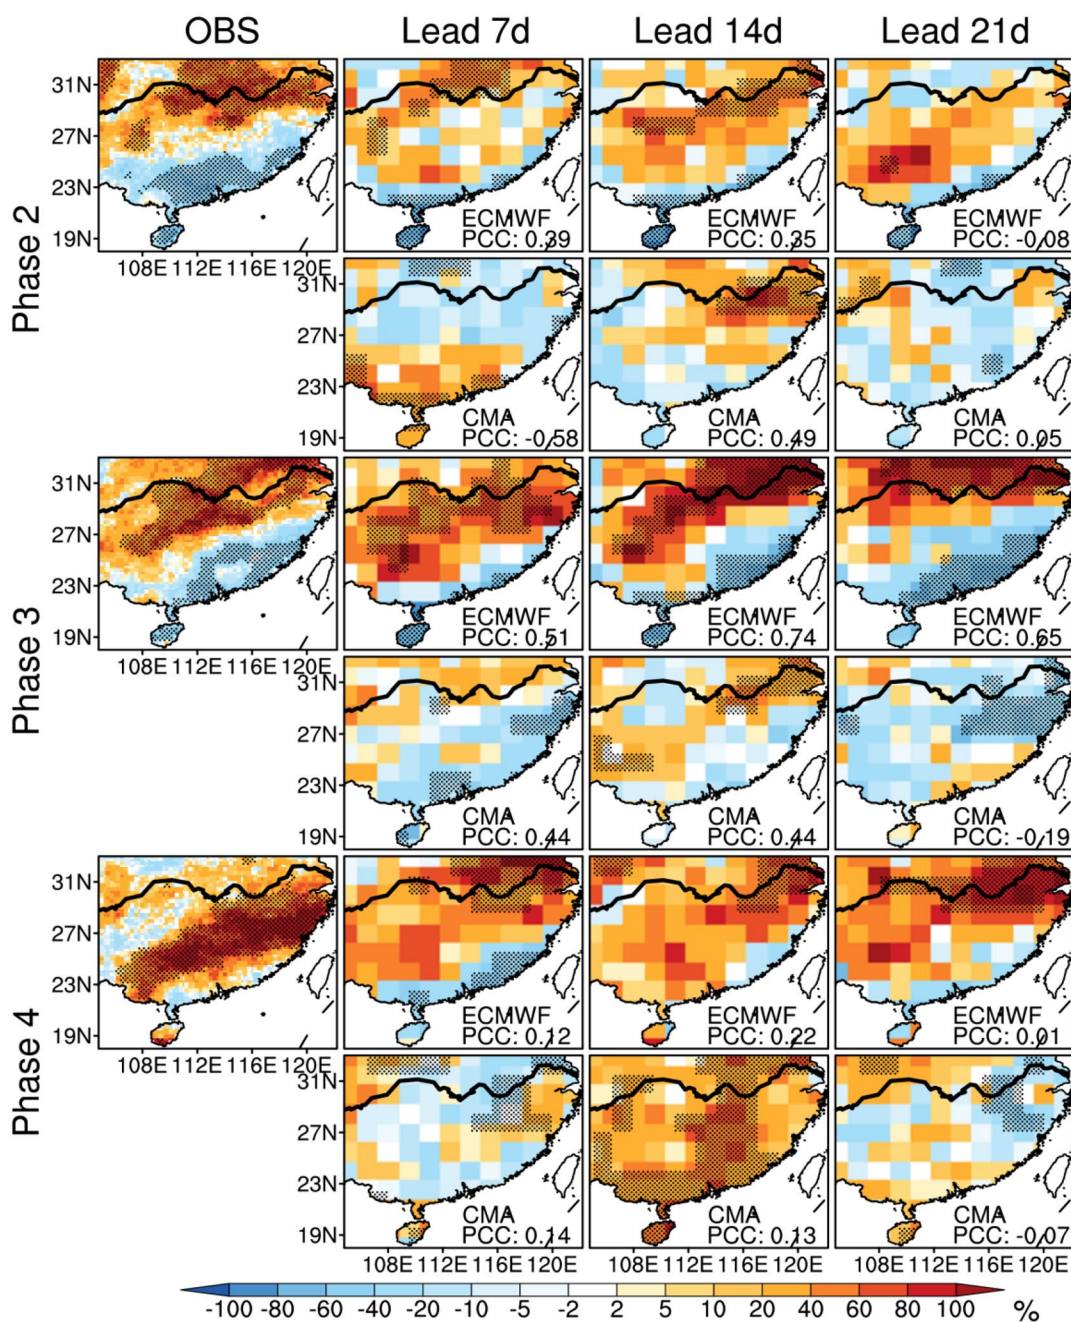 OBS Lead 7d Lead 14d Lead 21d
Phase 2
31N
27N
23N
19N
108E 112E 116E 120E
ECMWF
PCC: 0.39
ECMWF
PCC: 0.35
ECMWF
PCC: -0.08
31N
27N
23N
19N
CMA
PCC: -0.58
CMA
PCC: 0.49
CMA
PCC: 0.05
Phase 3
31N
27N
23N
19N
108E 112E 116E 120E
ECMWF
PCC: 0.51
ECMWF
PCC: 0.74
ECMWF
PCC: 0.65
31N
27N
23N
19N
CMA
PCC: 0.44
CMA
PCC: 0.44
CMA
PCC: -0.19
Phase 4
31N
27N
23N
19N
108E 112E 116E 120E
ECMWF
PCC: 0.12
ECMWF
PCC: 0.22
ECMWF
PCC: 0.01
31N
27N
23N
19N
CMA
PCC: 0.14
CMA
PCC: 0.13
CMA
PCC: -0.07
108E 112E 116E 120E 108E 112E 116E 120E 108E 112E 116E 120E
-100 -80 -60 -40 -20 -10 -5 -2 2 5 10 20 40 60 80 100 %